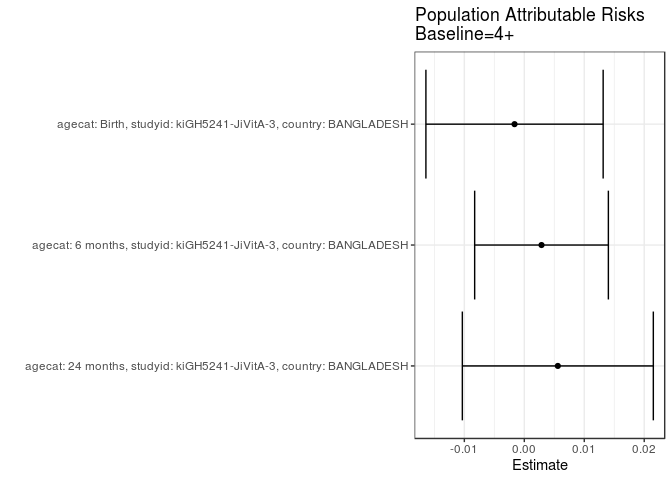 Population Attributable Risks
Baseline=4+
agecat: Birth, studyid: kiGH5241-JiVitA-3, country: BANGLADESH
agecat: 6 months, studyid: kiGH5241-JiVitA-3, country: BANGLADESH
agecat: 24 months, studyid: kiGH5241-JiVitA-3, country: BANGLADESH
-0.01 0.00 0.01 0.02
Estimate